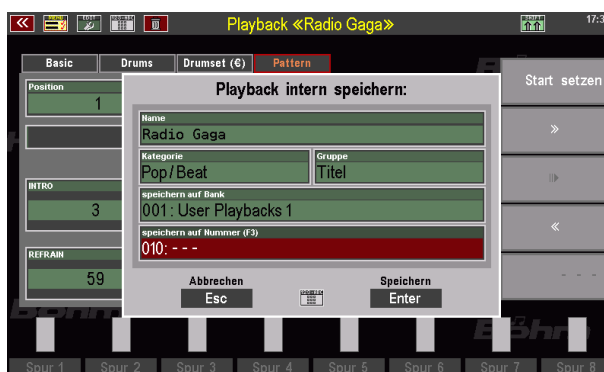 Playback «Radio Gaga»
17:3
Basic
Drums
Drumset (€)
Pattern
Position
1
INTRO
3
REFRAIN
59
Playback intern speichern:
Name
Radio Gaga
Kategorie
Pop/Beat
Gruppe
Titel
speichern auf Bank
001: User Playbacks 1
speichern auf Nummer (F3)
010: - - -
Abbrechen
Esc
Speichern
Enter
Start setzen
»
«
- - -
Böhm
Böhm
Spur 1
Spur 2
Spur 3
Spur 4
Spur 5
Spur 6
Spur 7
Spur 8